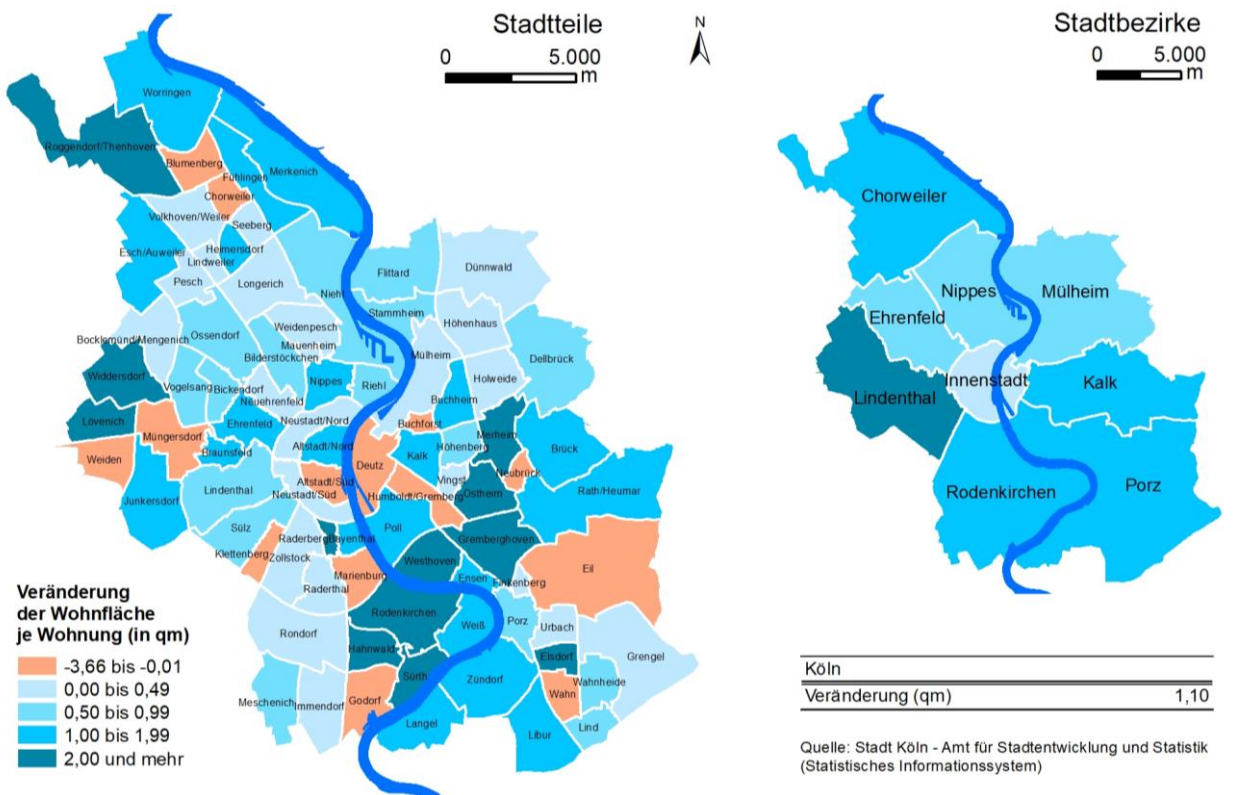 Stadtteile
0 5.000
m
N
Stadtbezirke
0 5.000
m
Worringen
Roggendorf/Thenhoven
Blumenberg
Fühlingen
Merkenich
Chorweiler
Volkhoven/Weiler
Seeberg
Esch/Auweiler
Heimersdorf
Lindweiler
Pesch
Longerich
Niehl
Flittard
Dünnwald
Stammheim
Höhenhaus
Bocklemünd/Mengenich
Ossendorf
Weidenpesch
Mauenheim
Bilderstöckchen
Mülheim
Dellbrück
Widdersdorf
Vogelsang
Bickendorf
Nippes
Riehl
Holweide
Neuehrenfeld
Buchheim
Lövenich
Müngersdorf
Ehrenfeld
Neustadt/Nord
Buchforst
Merheim
Weiden
Braunsfeld
Altstadt/Nord
Deutz
Kalk
Höhenberg
Brück
Neubrück
Junkersdorf
Lindenthal
Altstadt/Süd
Neustadt/Süd
Humboldt/Gremberg
Vingst
Ostheim
Rath/Heumar
Sülz
Klettenberg
Zollstock
Raderberg
Bayenthal
Poll
Gremberghoven
Westhoven
Marienburg
Raderthal
Ensen
Finkenberg
Eil
Rondorf
Rodenkirchen
Weiß
Porz
Urbach
Hahnwald
Elsdorf
Grengel
Sürth
Zündorf
Wahn
Wahnheide
Meschenich
Immendorf
Godorf
Langel
Libur
Lind
Veränderung
der Wohnfläche
je Wohnung (in qm)
-3,66 bis -0,01
0,00 bis 0,49
0,50 bis 0,99
1,00 bis 1,99
2,00 und mehr
Chorweiler
Nippes
Mülheim
Ehrenfeld
Innenstadt
Kalk
Lindenthal
Rodenkirchen
Porz
Köln
Veränderung (qm) 1,10
Quelle: Stadt Köln - Amt für Stadtentwicklung und Statistik
(Statistisches Informationssystem)